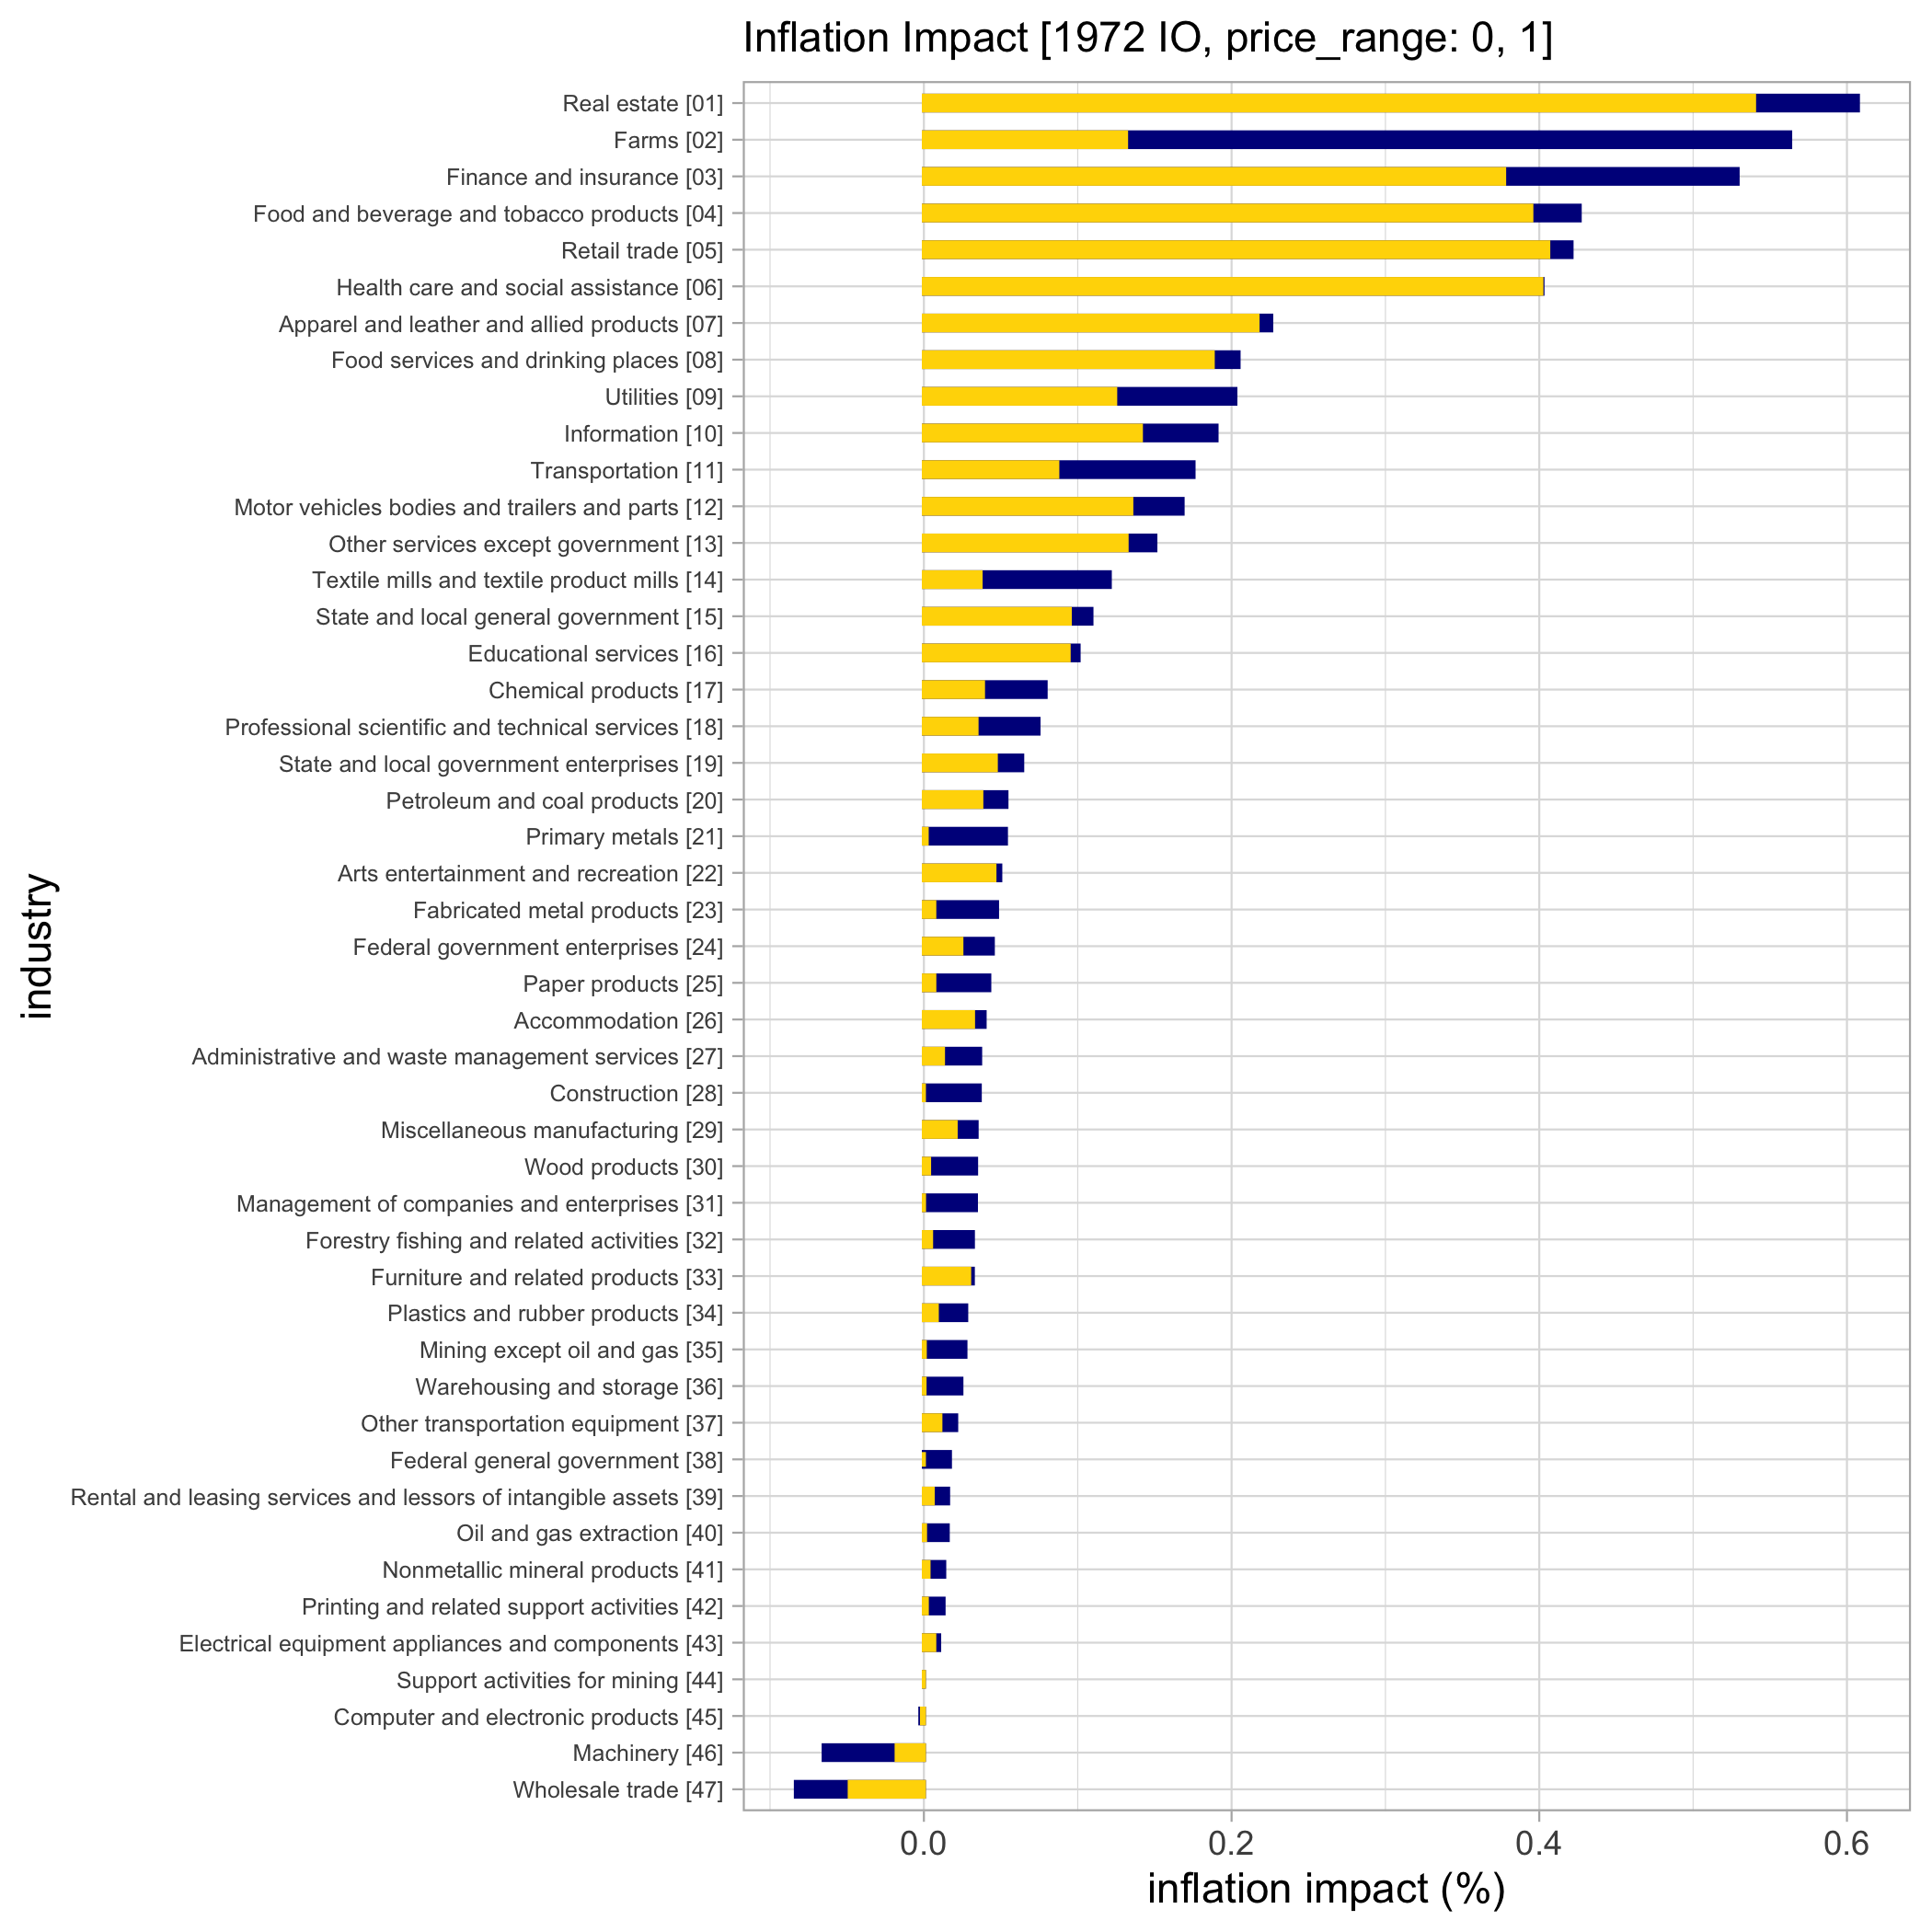 Inflation Impact [1972 IO, price_range: 0, 1]
Real estate [01]
Farms [02]
Finance and insurance [03]
Food and beverage and tobacco products [04]
Retail trade [05]
Health care and social assistance [06]
Apparel and leather and allied products [07]
Food services and drinking places [08]
Utilities [09]
Information [10]
Transportation [11]
Motor vehicles bodies and trailers and parts [12]
Other services except government [13]
Textile mills and textile product mills [14]
State and local general government [15]
Educational services [16]
Chemical products [17]
Professional scientific and technical services [18]
State and local government enterprises [19]
Petroleum and coal products [20]
Primary metals [21]
Arts entertainment and recreation [22]
Fabricated metal products [23]
Federal government enterprises [24]
Paper products [25]
Accommodation [26]
Administrative and waste management services [27]
Construction [28]
Miscellaneous manufacturing [29]
Wood products [30]
Management of companies and enterprises [31]
Forestry fishing and related activities [32]
Furniture and related products [33]
Plastics and rubber products [34]
Mining except oil and gas [35]
Warehousing and storage [36]
Other transportation equipment [37]
Federal general government [38]
Rental and leasing services and lessors of intangible assets [39]
Oil and gas extraction [40]
Nonmetallic mineral products [41]
Printing and related support activities [42]
Electrical equipment appliances and components [43]
Support activities for mining [44]
Computer and electronic products [45]
Machinery [46]
Wholesale trade [47]
industry
0.0 0.2 0.4 0.6
inflation impact (%)